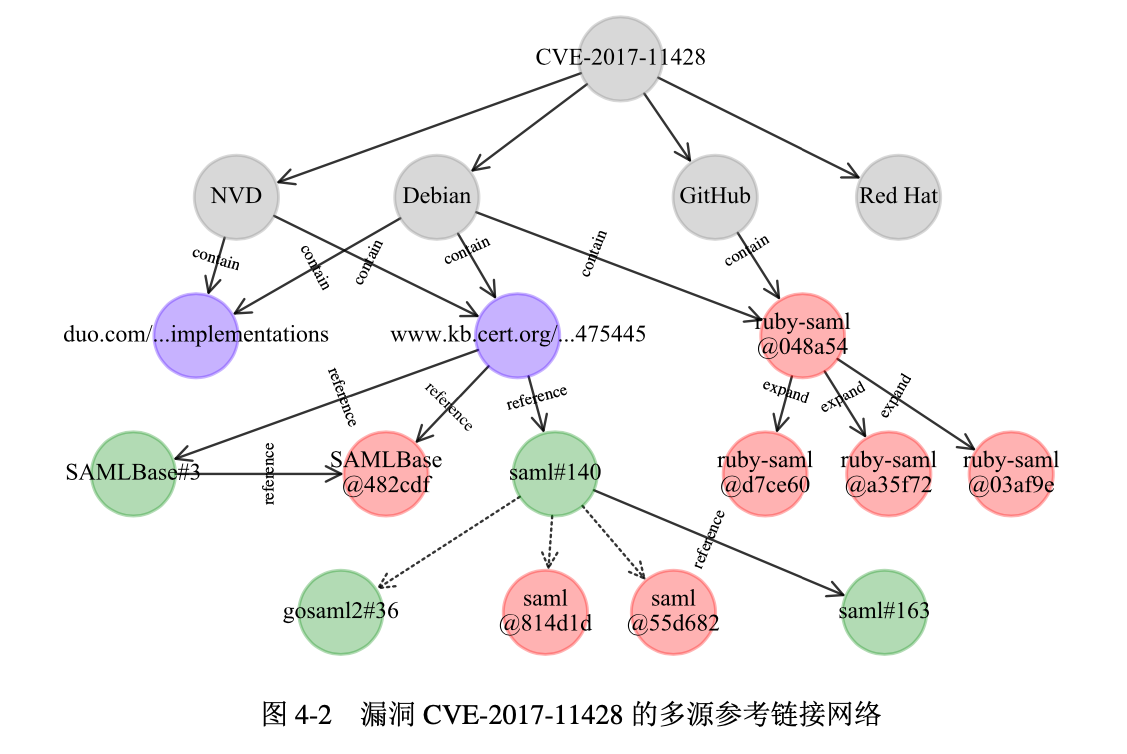 CVE-2017-11428
NVD
Debian
GitHub
Red Hat
contain
contain
contain
contain
contain
contain
duo.com/...implementations
www.kb.cert.org/...475445
ruby-saml
@048a54
reference
reference
reference
expand
expand
expand
SAMLBase#3
reference
SAMLBase
@482cdf
saml#140
ruby-saml
@d7ce60
ruby-saml
@a35f72
ruby-saml
@03af9e
reference
gosaml2#36
saml
@814d1d
saml
@55d682
saml#163
图 4-2 漏洞 CVE-2017-11428 的多源参考链接网络